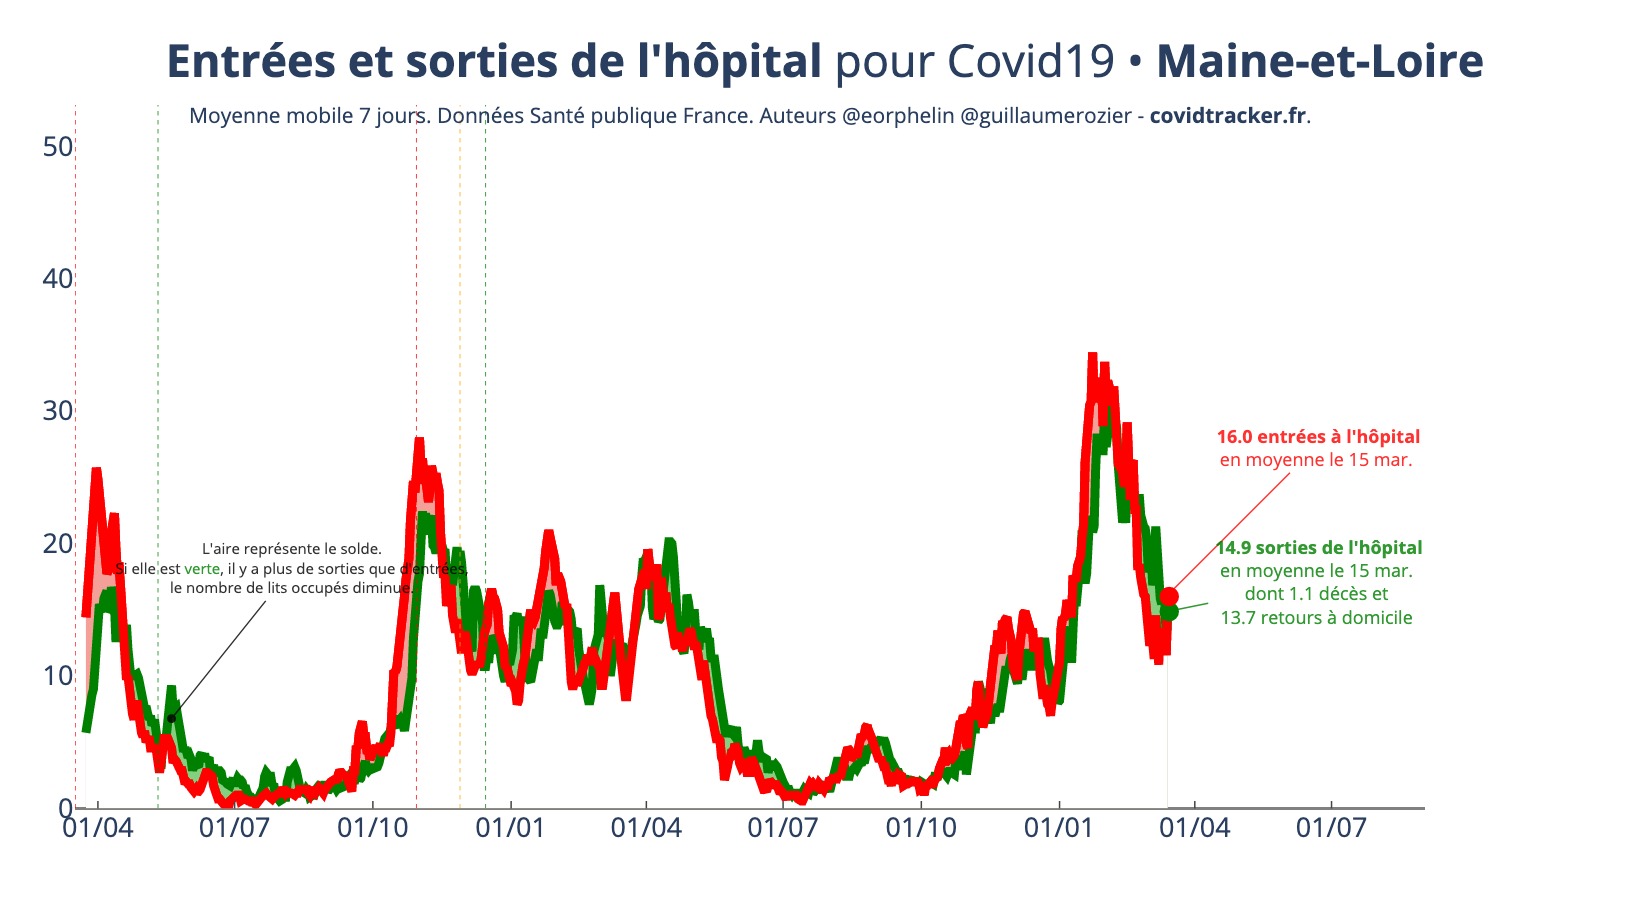 Entrées et sorties de l'hôpital pour Covid19 • Maine-et-Loire
Moyenne mobile 7 jours. Données Santé publique France. Auteurs @eorphelin @guillaumerozier - covidtracker.fr.
50
40
30
20
10
0
16.0 entrées à l'hôpital
en moyenne le 15 mar.
14.9 sorties de l'hôpital
en moyenne le 15 mar.
dont 1.1 décès et
13.7 retours à domicile
L'aire représente le solde.
Si elle est verte, il y a plus de sorties que d'entrées,
le nombre de lits occupés diminue.
01/04 01/07 01/10 01/01 01/04 01/07 01/10 01/01 01/04 01/07